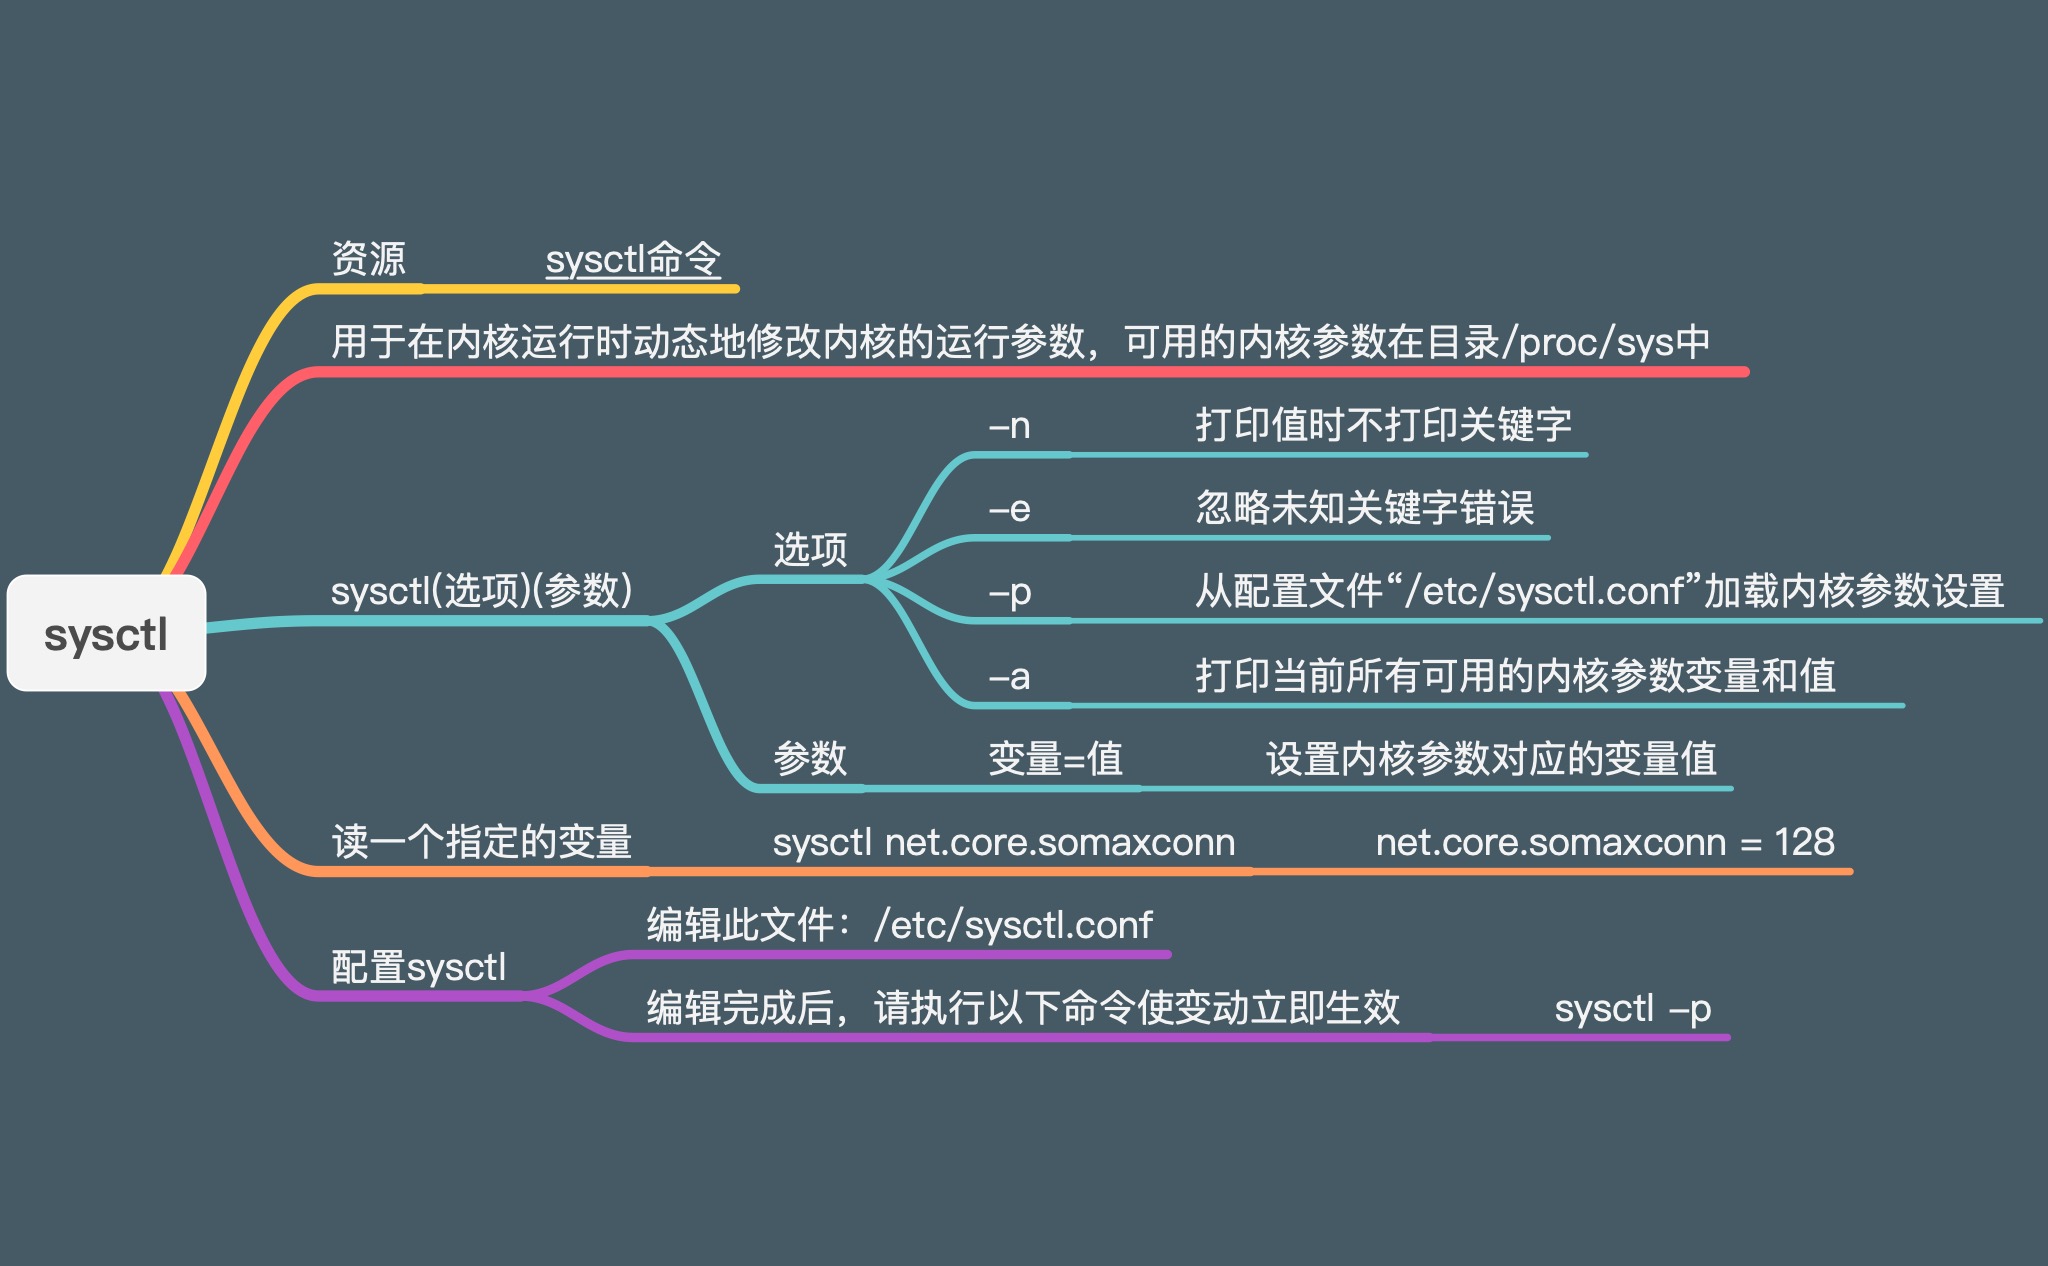 sysctl
资源
sysctl命令
用于在内核运行时动态地修改内核的运行参数，可用的内核参数在目录/proc/sys中
sysctl(选项)(参数)
选项
–n
打印值时不打印关键字
–e
忽略未知关键字错误
–p
从配置文件“/etc/sysctl.conf”加载内核参数设置
–a
打印当前所有可用的内核参数变量和值
参数
变量=值
设置内核参数对应的变量值
读一个指定的变量
sysctl net.core.somaxconn
net.core.somaxconn = 128
配置sysctl
编辑此文件：/etc/sysctl.conf
编辑完成后，请执行以下命令使变动立即生效
sysctl –p